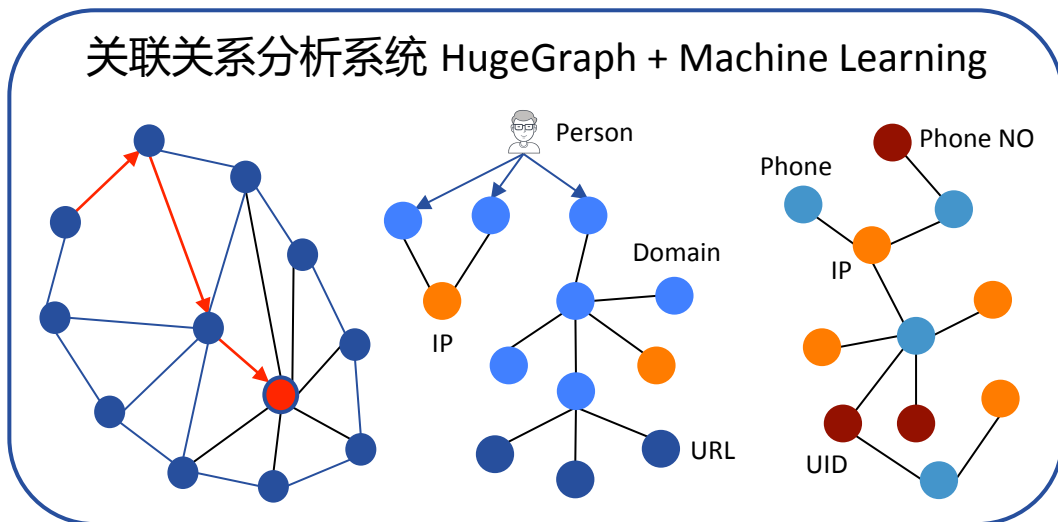 关联关系分析系统 HugeGraph + Machine Learning
Person
Domain
IP
URL
Phone NO
Phone
IP
UID